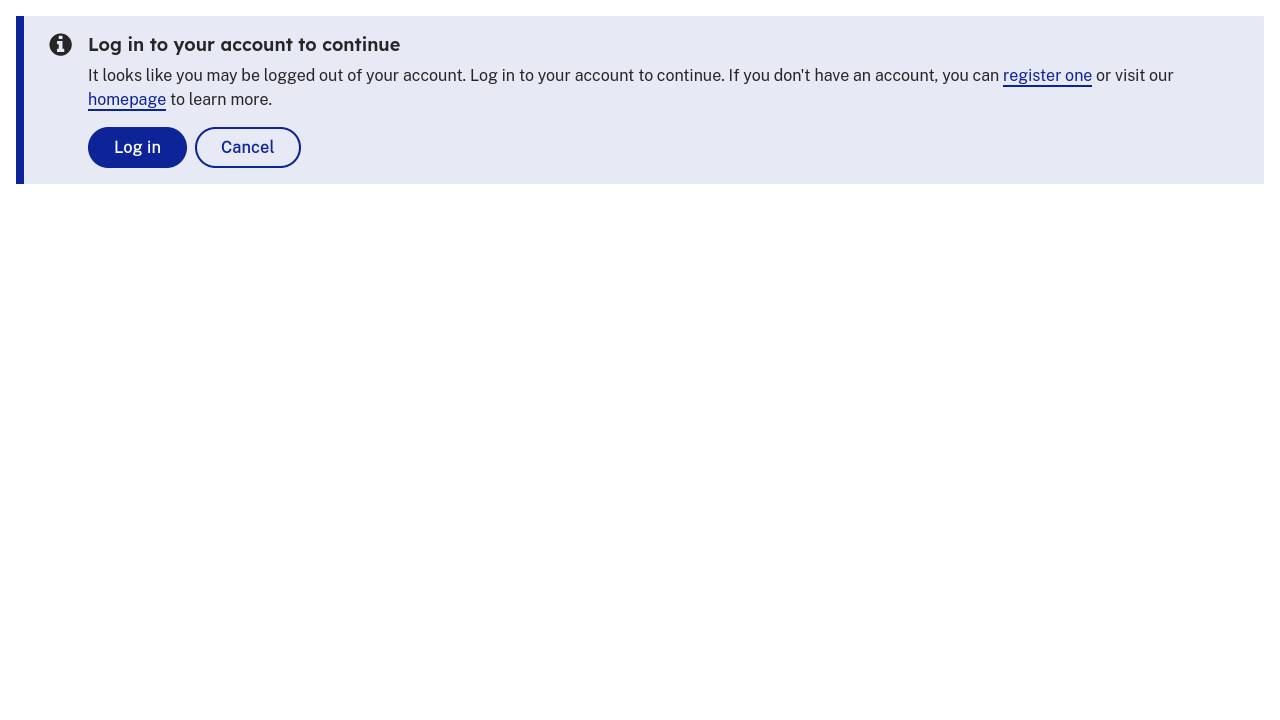 Log in to your account to continue
It looks like you may be logged out of your account. Log in to your account to continue. If you don't have an account, you can register one or visit our
homepage to learn more.
Log in Cancel